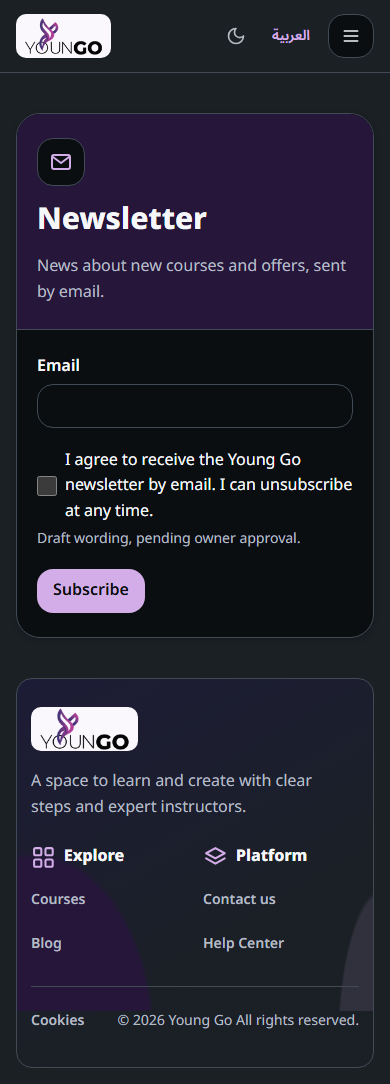 YOUNGO
العربية
Newsletter
News about new courses and offers, sent
by email.
Email
I agree to receive the Young Go
newsletter by email. I can unsubscribe
at any time.
Draft wording, pending owner approval.
Subscribe
YOUNGO
A space to learn and create with clear
steps and expert instructors.
Explore
Platform
Courses
Contact us
Blog
Help Center
Cookies
© 2026 Young Go All rights reserved.